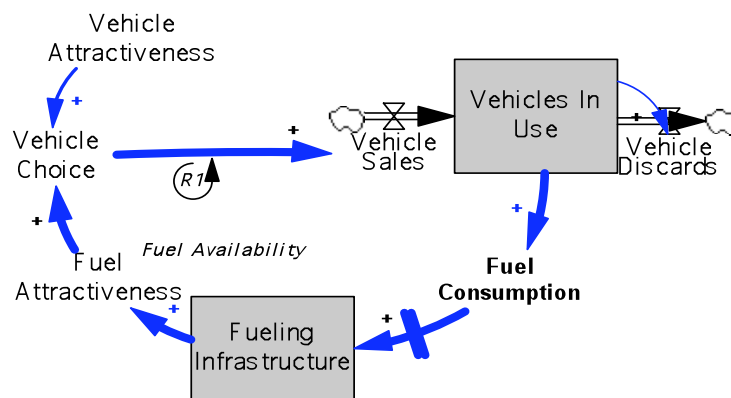 Vehicle
Attractiveness
+
Vehicle
Choice
+
R1
Vehicle
Sales
Vehicles In
Use
+
Vehicle
Discards
+
Fuel
Consumption
+
Fueling
Infrastructure
+
Fuel
Attractiveness
+
Fuel Availability